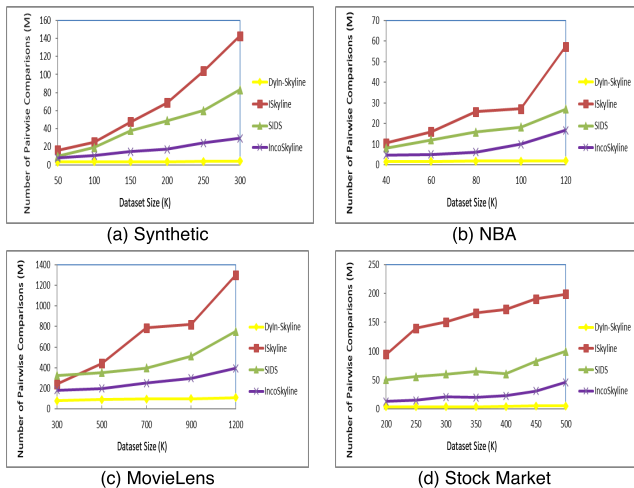 Number of Pairwise Comparisons (M)
160
140
120
100
80
60
40
20
0
50 100 150 200 250 300
Dataset Size (K)
DyIn-Skyline
ISkyline
SIDS
IncoSkyline
(a) Synthetic
Number of Pairwise Comparisons (M)
70
60
50
40
30
20
10
0
40 60 80 100 120
Dataset Size (K)
DyIn-Skyline
ISkyline
SIDS
IncoSkyline
(b) NBA
Number of Pairwise Comparisons (M)
1400
1200
1000
800
600
400
200
0
300 500 700 900 1200
Dataset Size (K)
DyIn-Skyline
ISkyline
SIDS
IncoSkyline
(c) MovieLens
Number of Pairwise Comparisons (M)
250
200
150
100
50
0
200 250 300 350 400 450 500
Dataset Size (K)
DyIn-Skyline
ISkyline
SIDS
IncoSkyline
(d) Stock Market